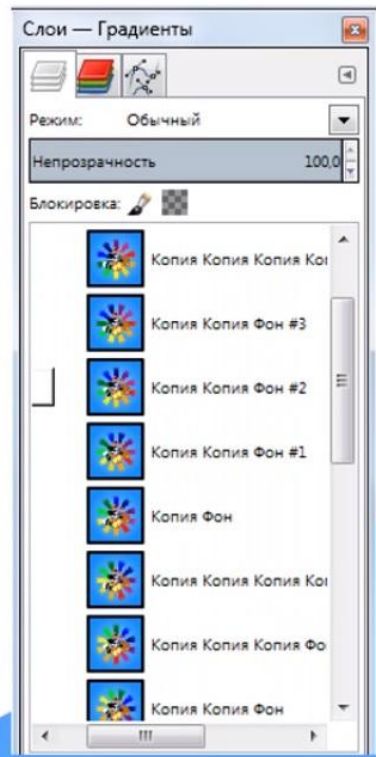 Слои — Градиенты
Режим: Обычный
Непрозрачность 100,0
Блокировка:
Копия Копия Копия Ко
Копия Копия Фон #3
Копия Копия Фон #2
Копия Копия Фон #1
Копия Фон
Копия Копия Копия Ко
Копия Копия Копия Фо
Копия Копия Фон